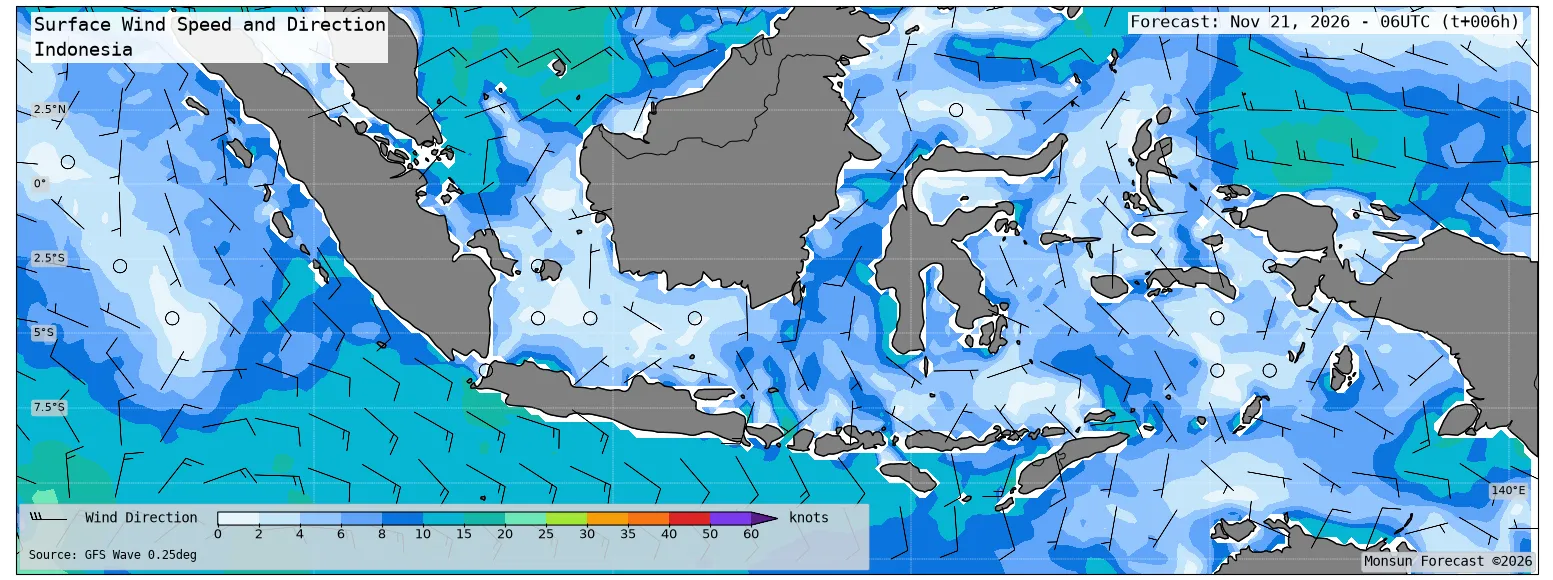 Surface Wind Speed and Direction
Indonesia
Forecast: Nov 21, 2026 - 06UTC (t+006h)
2.5°N
0°
2.5°S
5°S
7.5°S
140°E
Wind Direction
0 2 4 6 8 10 15 20 25 30 35 40 50 60
knots
Source: GFS Wave 0.25deg
Monsun Forecast ©2026